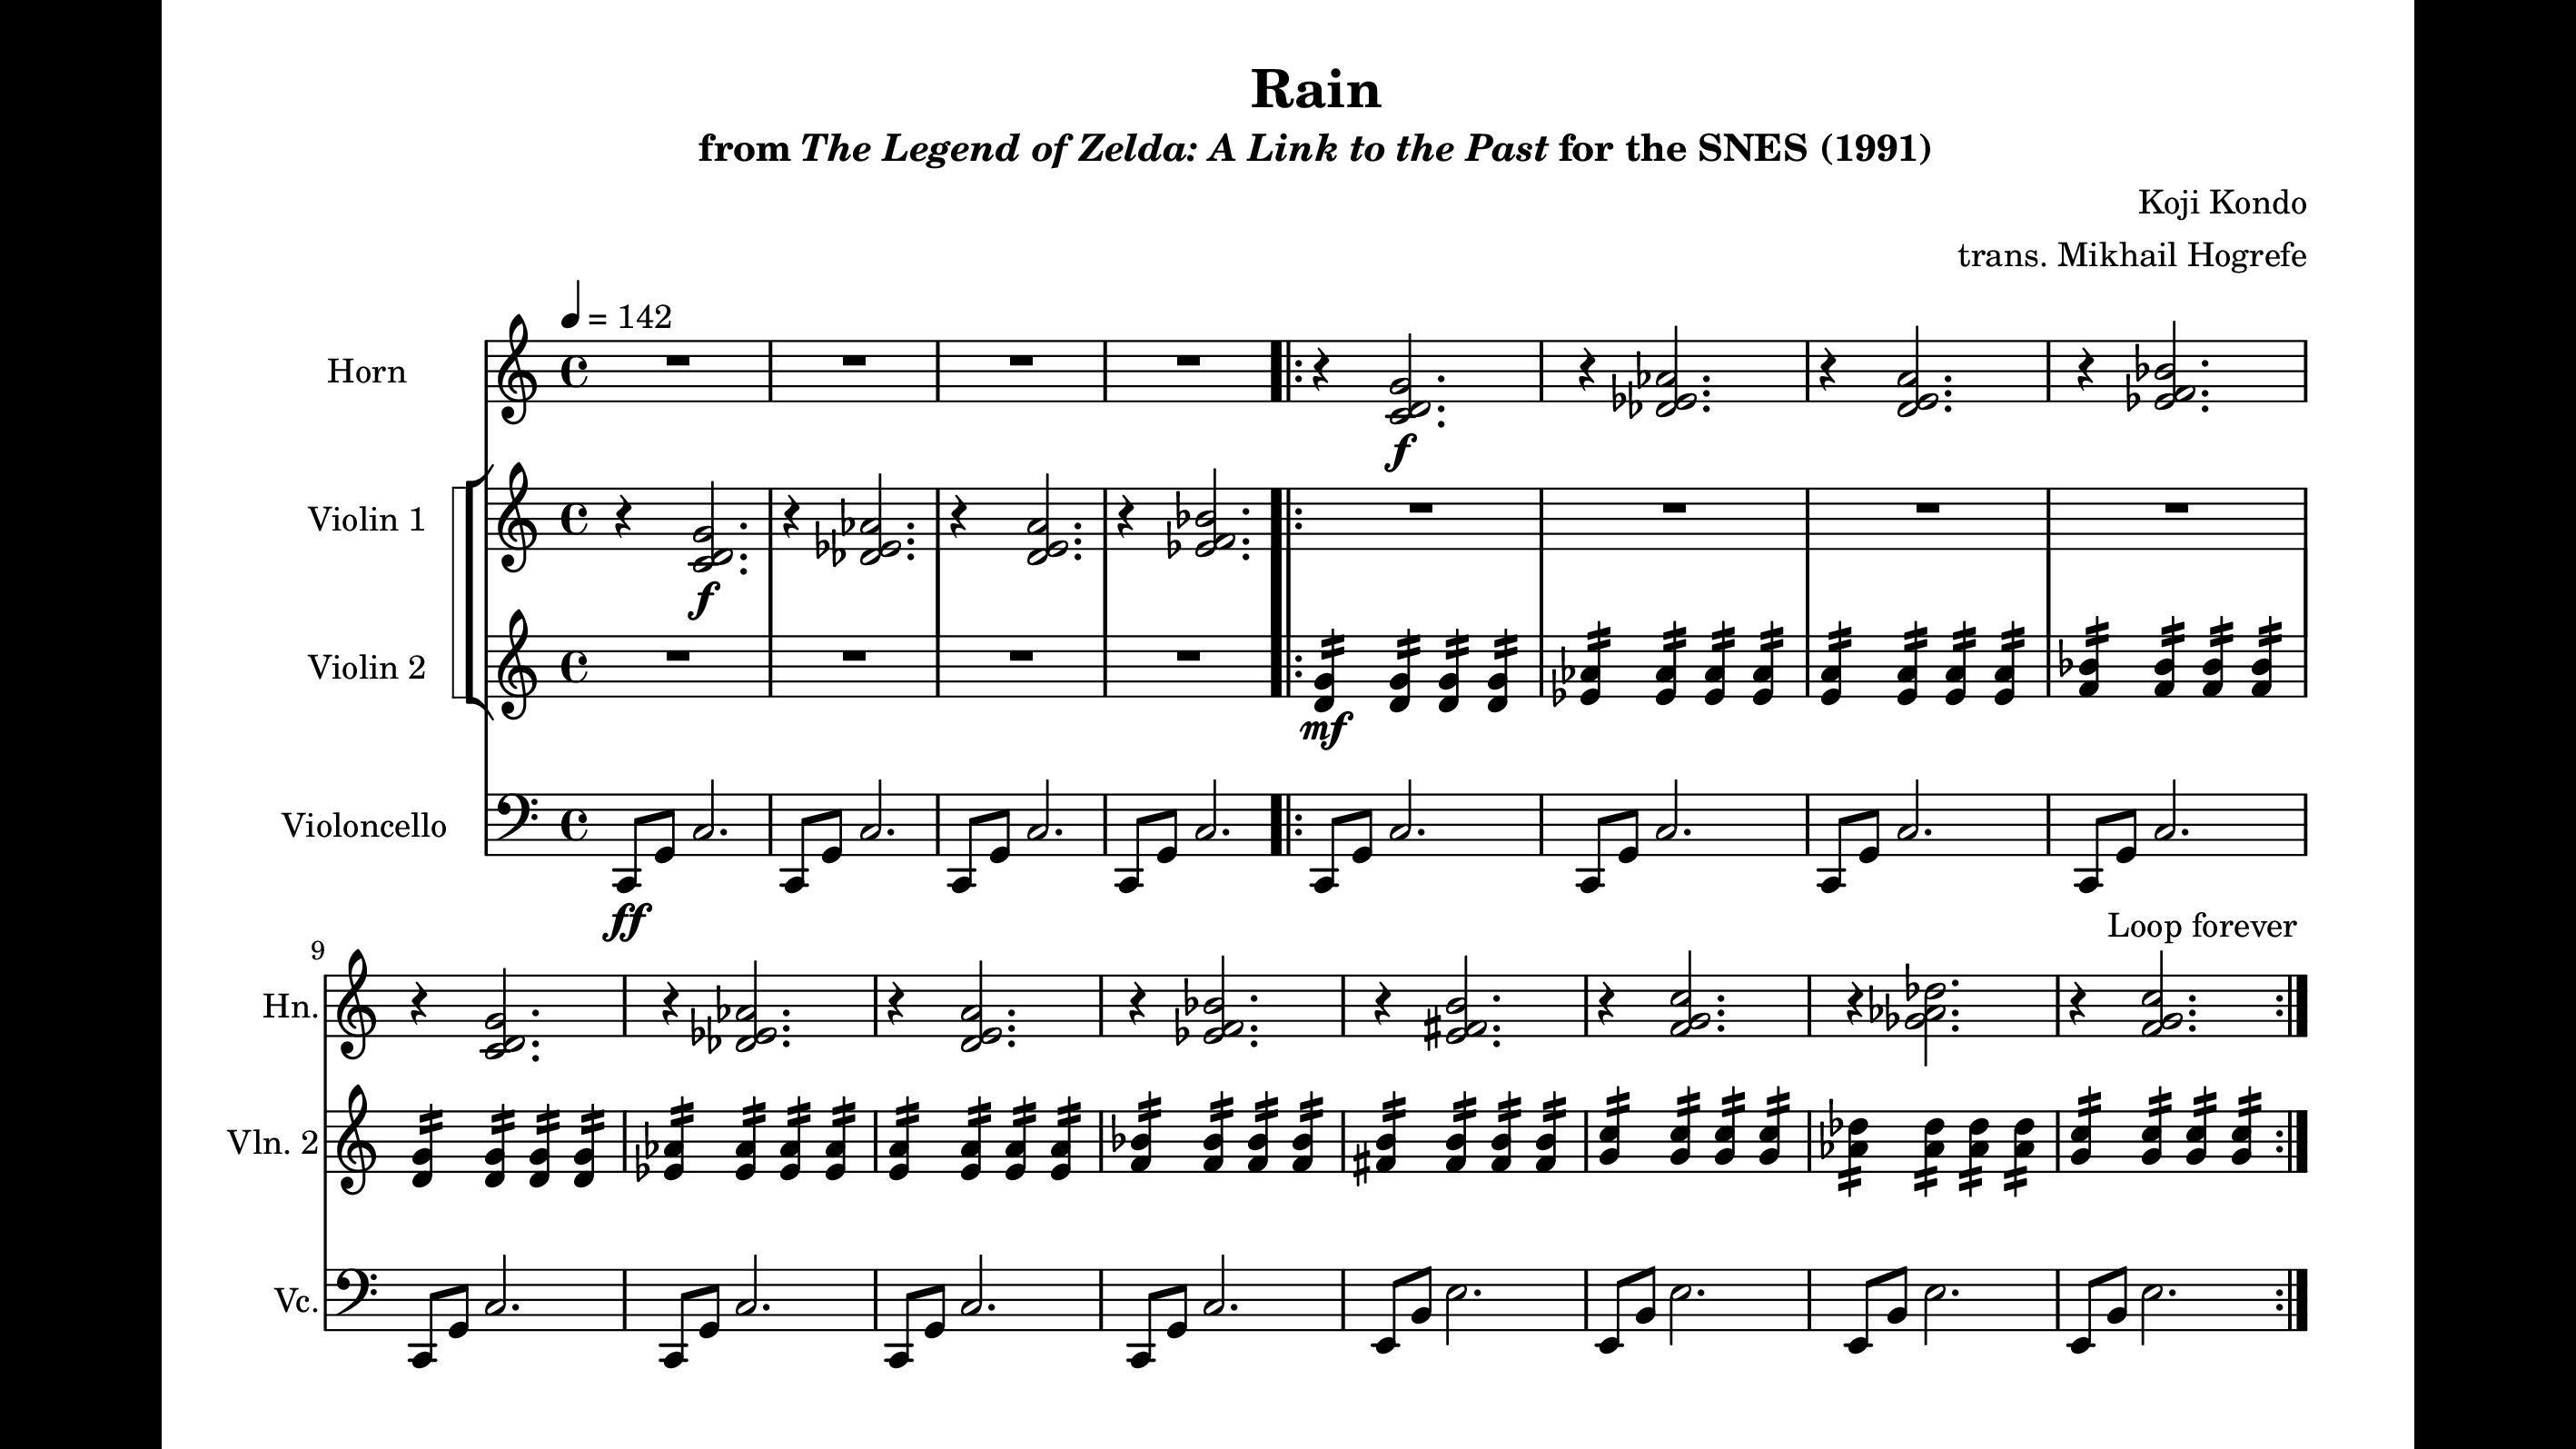 Rain
from The Legend of Zelda: A Link to the Past for the SNES (1991)
Koji Kondo
trans. Mikhail Hogrefe
= 142
Horn
f
Violin 1
f
Violin 2
mf
Violoncello
ff
Loop forever
9
Hn.
Vln. 2
Vc.